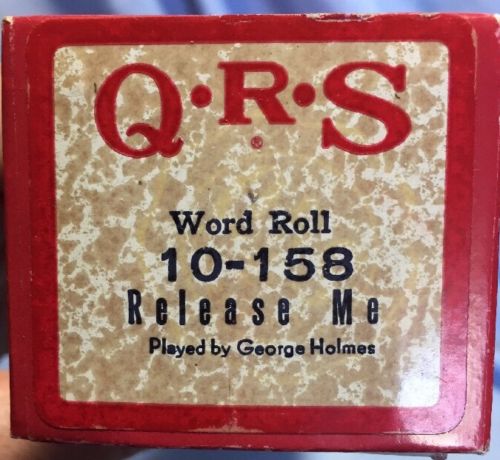 Q·R·S
®
Word Roll
10-158
Release Me
Played by George Holmes